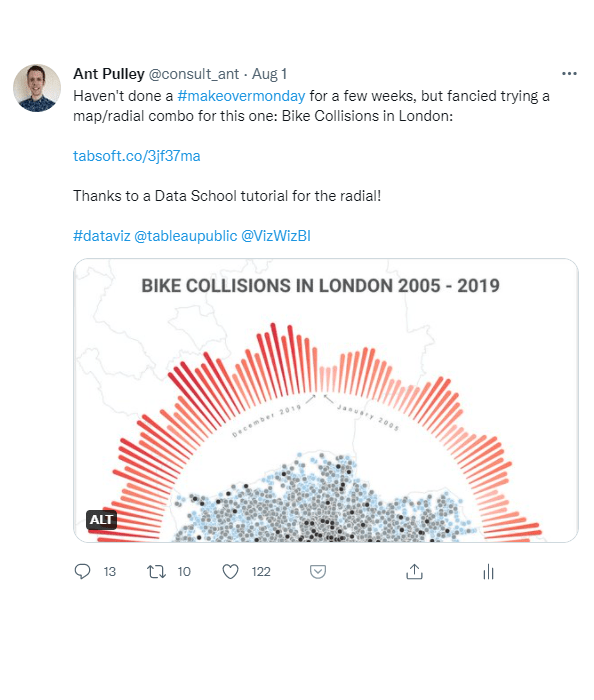 Ant Pulley @consult_ant · Aug 1
Haven't done a #makeovermonday for a few weeks, but fancied trying a
map/radial combo for this one: Bike Collisions in London:
tabsoft.co/3jf37ma
Thanks to a Data School tutorial for the radial!
#dataviz @tableaupublic @VizWizBI
BIKE COLLISIONS IN LONDON 2005 - 2019
December 2019
January 2005
ALT
13 10 122